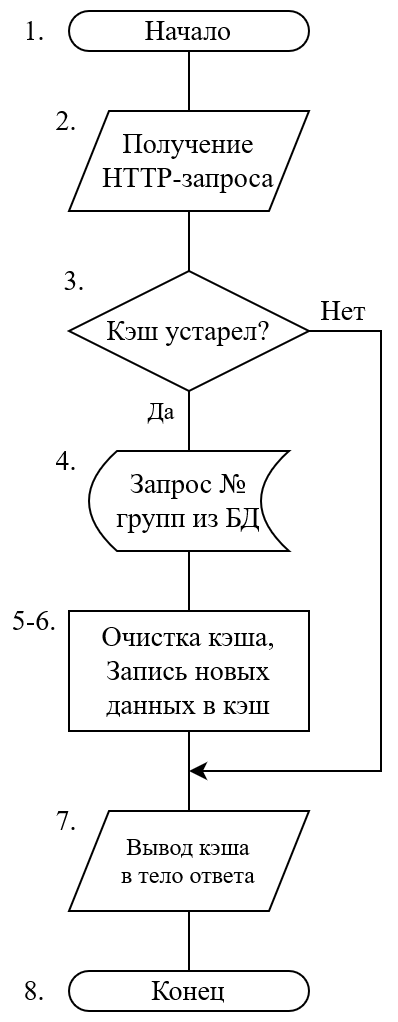 1. Начало
2.
Получение
HTTP-запроса
3.
Кэш устарел?
Нет
Да
4.
Запрос №
групп из БД
5-6.
Очистка кэша,
Запись новых
данных в кэш
7.
Вывод кэша
в тело ответа
8. Конец